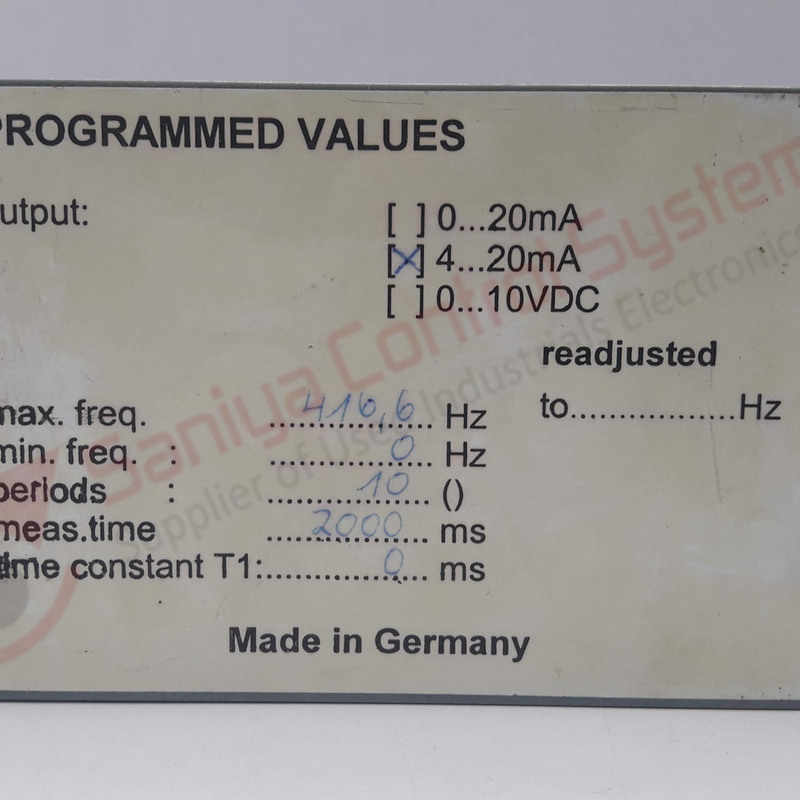 PROGRAMMED VALUES
utput:
[ ] 0...20mA
[X] 4...20mA
[ ] 0...10VDC
readjusted
max. freq. ....416,6.... Hz
to.................Hz
min. freq. : ....0.... Hz
periods : ....10.... ()
meas.time ....2000.... ms
time constant T1:....0.... ms
Made in Germany
Saniya Control System
Supplier of Used Industrials Electronics